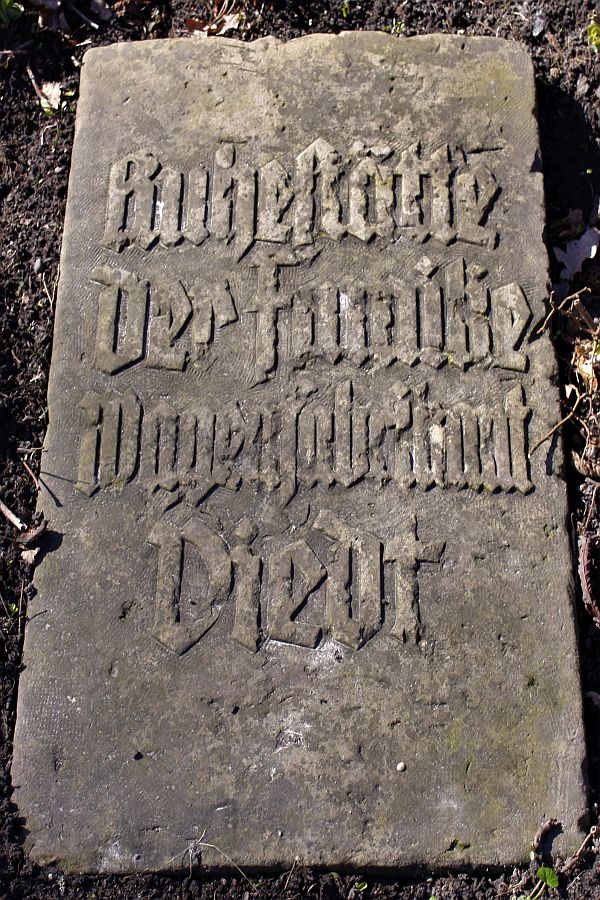 Ruhestätte
der Familie
Wagenfabrikant
Diedt